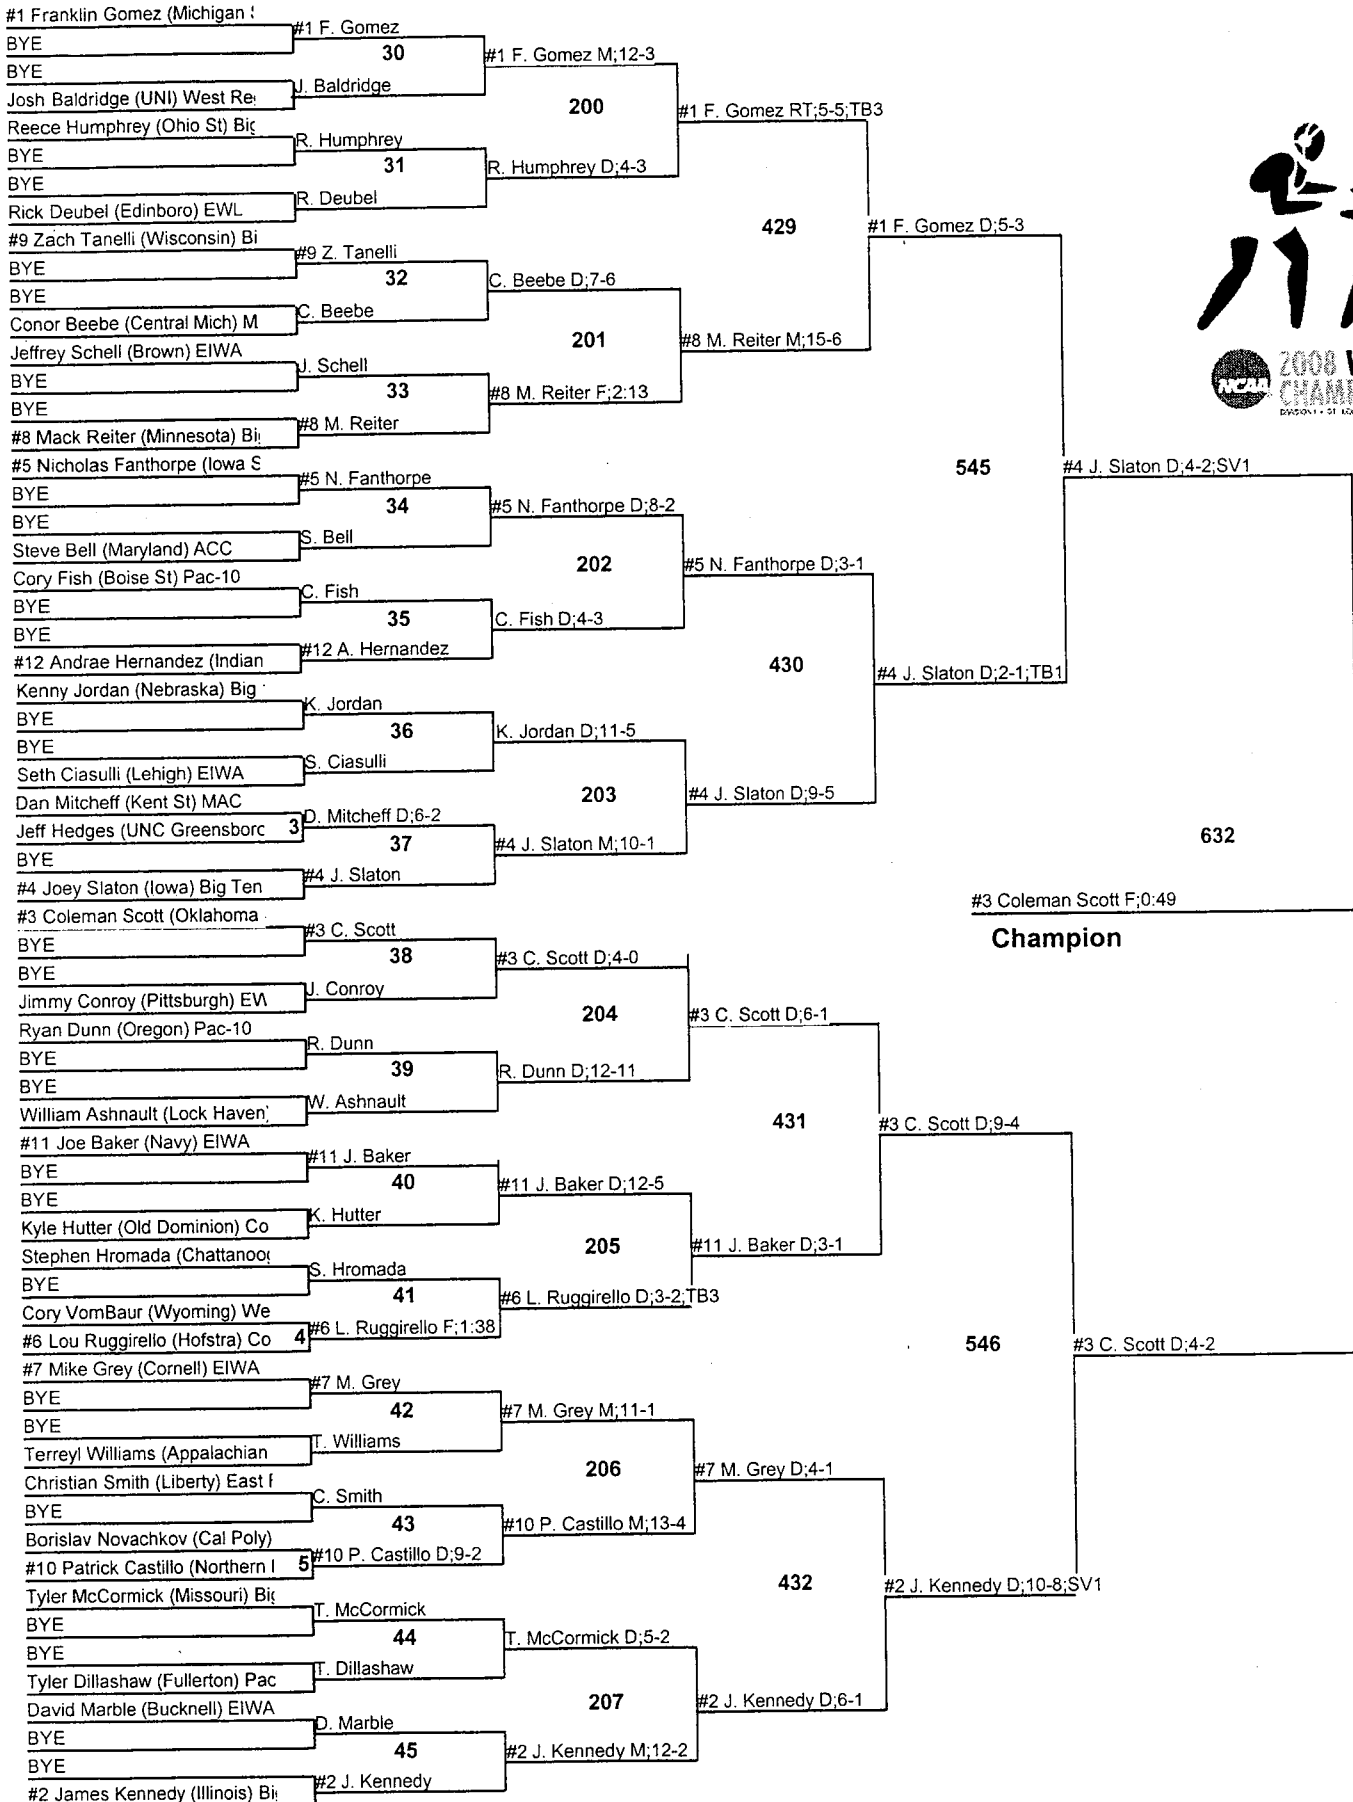 #1 Franklin Gomez (Michigan
BYE
BYE
Josh Baldridge (UNI) West Re
Reece Humphrey (Ohio St) Big
BYE
BYE
Rick Deubel (Edinboro) EWL
#9 Zach Tanelli (Wisconsin) Bi
BYE
BYE
Conor Beebe (Central Mich) M
Jeffrey Schell (Brown) EIWA
BYE
BYE
#8 Mack Reiter (Minnesota) Bi
#5 Nicholas Fanthorpe (Iowa S
BYE
BYE
Steve Bell (Maryland) ACC
Cory Fish (Boise St) Pac-10
BYE
BYE
#12 Andrae Hernandez (Indian
Kenny Jordan (Nebraska) Big
BYE
BYE
Seth Ciasulli (Lehigh) EIWA
Dan Mitcheff (Kent St) MAC
Jeff Hedges (UNC Greensborc 3
BYE
#4 Joey Slaton (Iowa) Big Ten
#3 Coleman Scott (Oklahoma
BYE
BYE
Jimmy Conroy (Pittsburgh) EW
Ryan Dunn (Oregon) Pac-10
BYE
BYE
William Ashnault (Lock Haven)
#11 Joe Baker (Navy) EIWA
BYE
BYE
Kyle Hutter (Old Dominion) Co
Stephen Hromada (Chattanoog
BYE
Cory VomBaur (Wyoming) We
#6 Lou Ruggirello (Hofstra) Co 4
#7 Mike Grey (Cornell) EIWA
BYE
BYE
Terreyl Williams (Appalachian
Christian Smith (Liberty) East
BYE
Borislav Novachkov (Cal Poly)
#10 Patrick Castillo (Northern I 5
Tyler McCormick (Missouri) Big
BYE
BYE
Tyler Dillashaw (Fullerton) Pac
David Marble (Bucknell) EIWA
BYE
BYE
#2 James Kennedy (Illinois) Bi
#1 F. Gomez
30
J. Baldridge
R. Humphrey
31
R. Deubel
#9 Z. Tanelli
32
C. Beebe
J. Schell
33
#8 M. Reiter
#5 N. Fanthorpe
34
S. Bell
C. Fish
35
#12 A. Hernandez
K. Jordan
36
S. Ciasulli
D. Mitcheff D;6-2
37
#4 J. Slaton
#3 C. Scott
38
J. Conroy
R. Dunn
39
W. Ashnault
#11 J. Baker
40
K. Hutter
S. Hromada
41
#6 L. Ruggirello F;1:38
#7 M. Grey
42
T. Williams
C. Smith
43
#10 P. Castillo D;9-2
T. McCormick
44
T. Dillashaw
D. Marble
45
#2 J. Kennedy
#1 F. Gomez M;12-3
200
R. Humphrey D;4-3
C. Beebe D;7-6
201
#8 M. Reiter F;2:13
#5 N. Fanthorpe D;8-2
202
C. Fish D;4-3
K. Jordan D;11-5
203
#4 J. Slaton M;10-1
#3 C. Scott D;4-0
204
R. Dunn D;12-11
#11 J. Baker D;12-5
205
#6 L. Ruggirello D;3-2;TB3
#7 M. Grey M;11-1
206
#10 P. Castillo M;13-4
T. McCormick D;5-2
207
#2 J. Kennedy M;12-2
#1 F. Gomez RT;5-5;TB3
429
#8 M. Reiter M;15-6
#5 N. Fanthorpe D;3-1
430
#4 J. Slaton D;9-5
#3 C. Scott D;6-1
431
#11 J. Baker D;3-1
#7 M. Grey D;4-1
432
#2 J. Kennedy D;6-1
#1 F. Gomez D;5-3
545
#4 J. Slaton D;2-1;TB1
#3 C. Scott D;9-4
546
#2 J. Kennedy D;10-8;SV1
#4 J. Slaton D;4-2;SV1
632
#3 C. Scott D;4-2
#3 Coleman Scott F;0:49
Champion
NCAA
2008 W
CHAMP